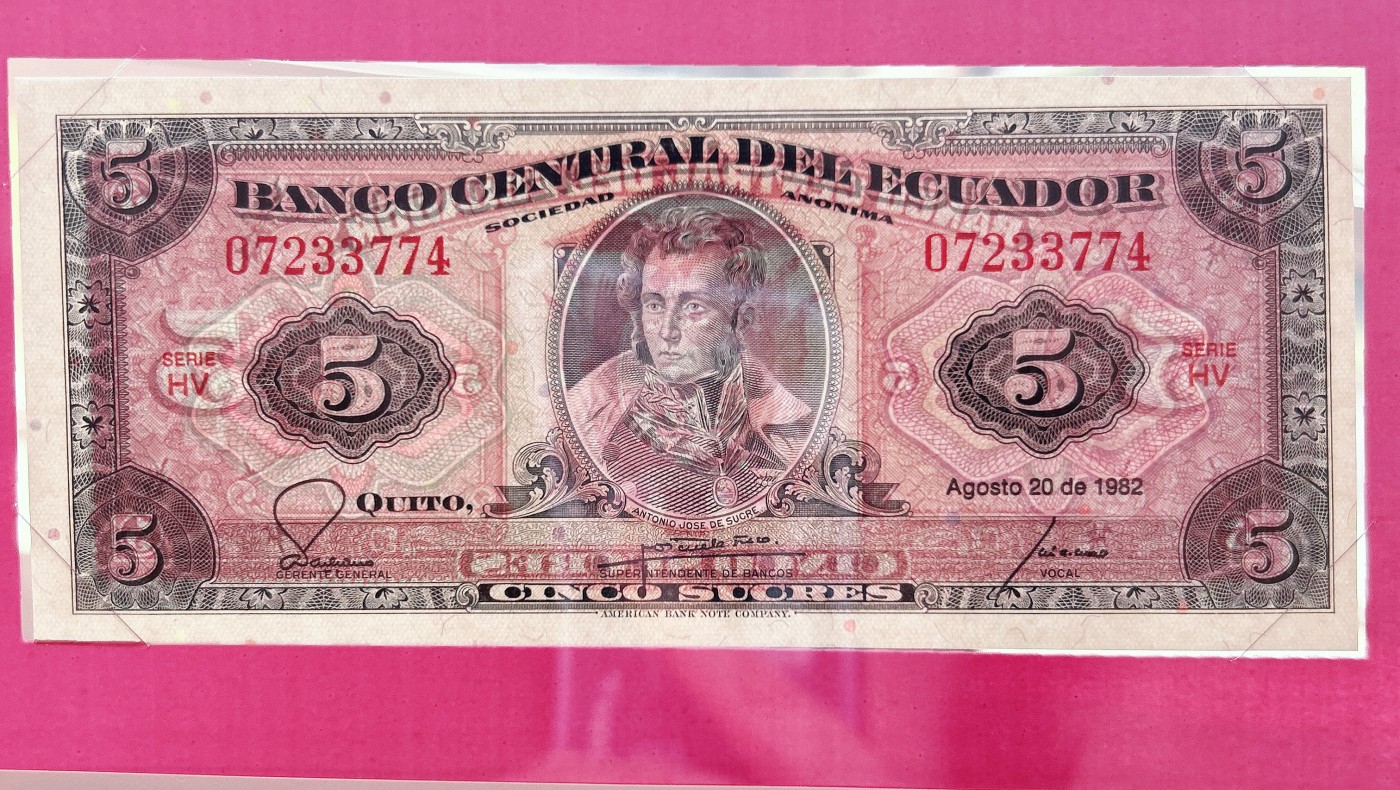 5 5
BANCO CENTRAL DEL ECUADOR
SOCIEDAD ANONIMA
07233774 07233774
SERIE HV 5 5 SERIE HV
Agosto 20 de 1982
QUITO,
ANTONIO JOSE DE SUCRE
5 5
GERENTE GENERAL SUPERINTENDENTE DE BANCOS VOCAL
CINCO SUCRES
AMERICAN BANK NOTE COMPANY.